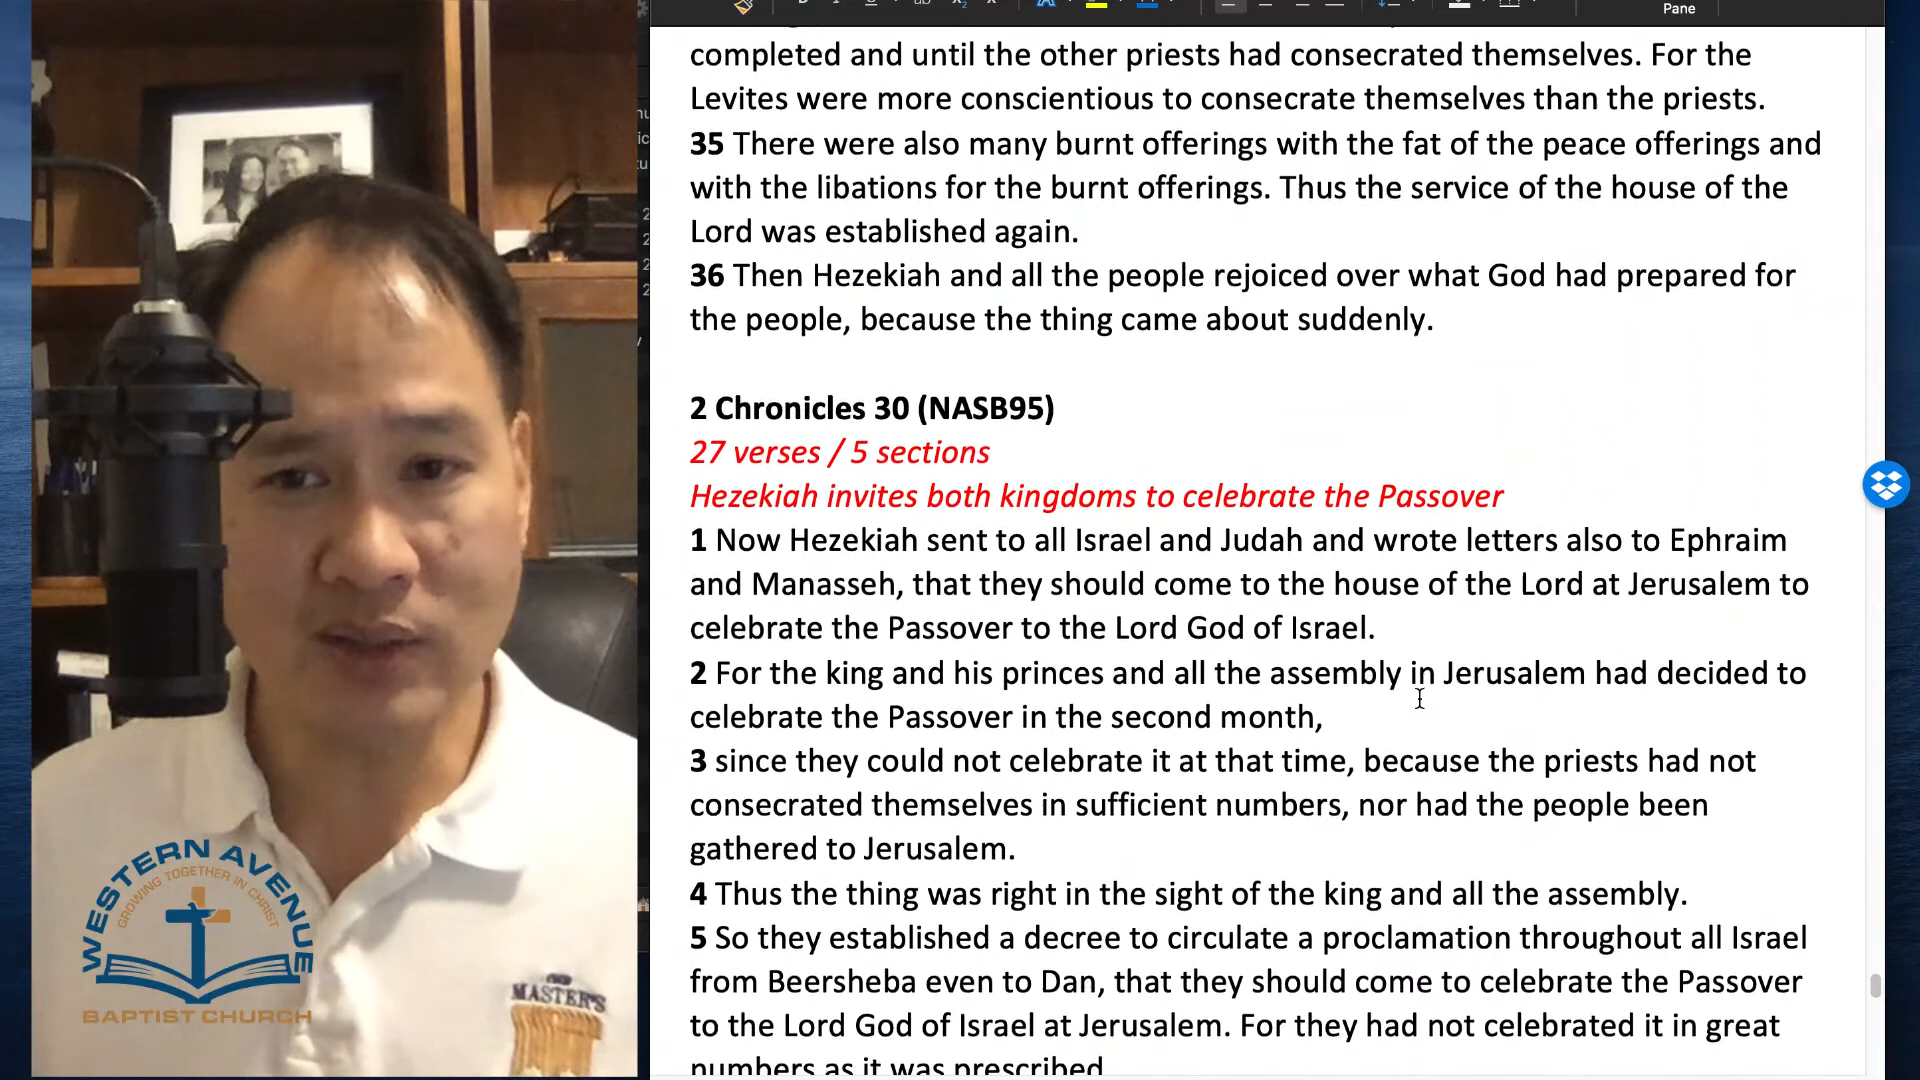 Pane
completed and until the other priests had consecrated themselves. For the
Levites were more conscientious to consecrate themselves than the priests.
35 There were also many burnt offerings with the fat of the peace offerings and
with the libations for the burnt offerings. Thus the service of the house of the
Lord was established again.
36 Then Hezekiah and all the people rejoiced over what God had prepared for
the people, because the thing came about suddenly.
2 Chronicles 30 (NASB95)
27 verses / 5 sections
Hezekiah invites both kingdoms to celebrate the Passover
1 Now Hezekiah sent to all Israel and Judah and wrote letters also to Ephraim
and Manasseh, that they should come to the house of the Lord at Jerusalem to
celebrate the Passover to the Lord God of Israel.
2 For the king and his princes and all the assembly in Jerusalem had decided to
celebrate the Passover in the second month,
3 since they could not celebrate it at that time, because the priests had not
consecrated themselves in sufficient numbers, nor had the people been
gathered to Jerusalem.
4 Thus the thing was right in the sight of the king and all the assembly.
5 So they established a decree to circulate a proclamation throughout all Israel
from Beersheba even to Dan, that they should come to celebrate the Passover
to the Lord God of Israel at Jerusalem. For they had not celebrated it in great
numbers as it was prescribed
WESTERN AVENUE
GROWING TOGETHER IN CHRIST
BAPTIST CHURCH
MASTER'S